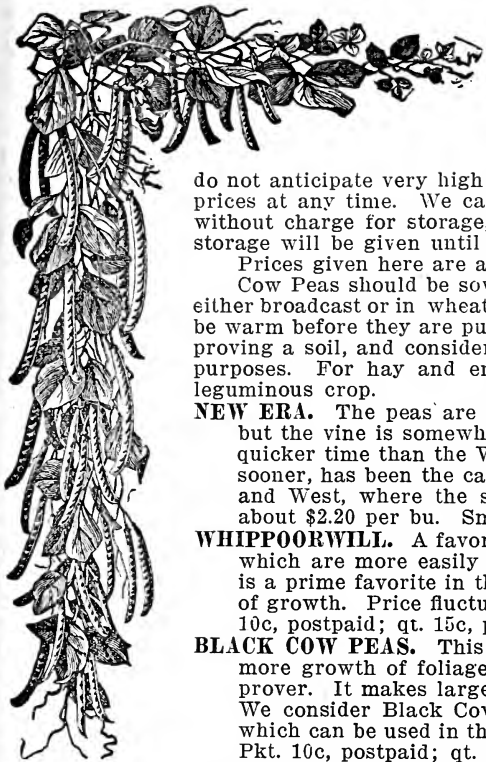 do not anticipate very high
prices at any time. We ca
without charge for storage,
storage will be given until
Prices given here are a
Cow Peas should be sov
either broadcast or in wheat
be warm before they are pu
proving a soil, and consider
purposes. For hay and en
leguminous crop.
NEW ERA. The peas are
but the vine is somewh
quicker time than the W
sooner, has been the ca
and West, where the s
about $2.20 per bu. Sm
WHIPPOORWILL. A favor
which are more easily
is a prime favorite in th
of growth. Price fluctu
10c, postpaid; qt. 15c, p
BLACK COW PEAS. This
more growth of foliage
prover. It makes large
We consider Black Cov
which can be used in th
Pkt. 10c, postpaid; qt.